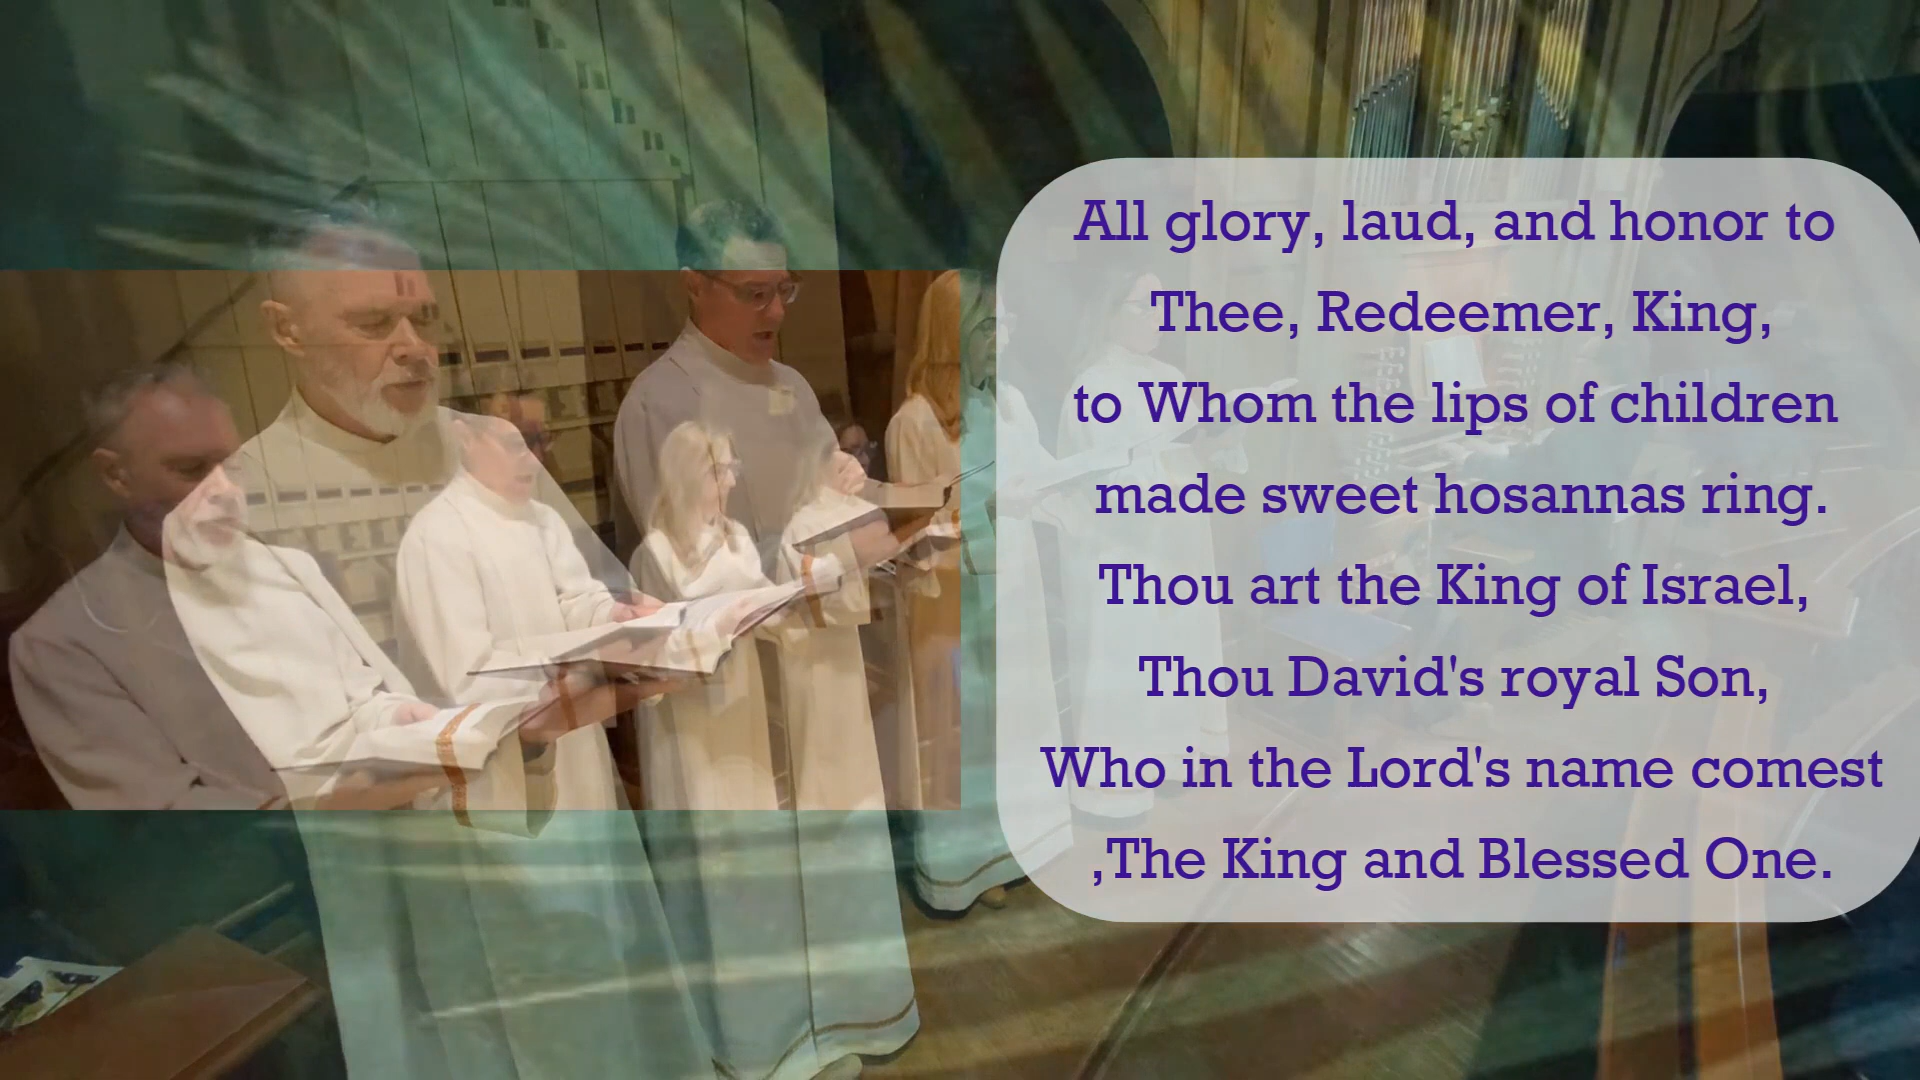 All glory, laud, and honor to
Thee, Redeemer, King,
to Whom the lips of children
made sweet hosannas ring.
Thou art the King of Israel,
Thou David's royal Son,
Who in the Lord's name comest
,The King and Blessed One.